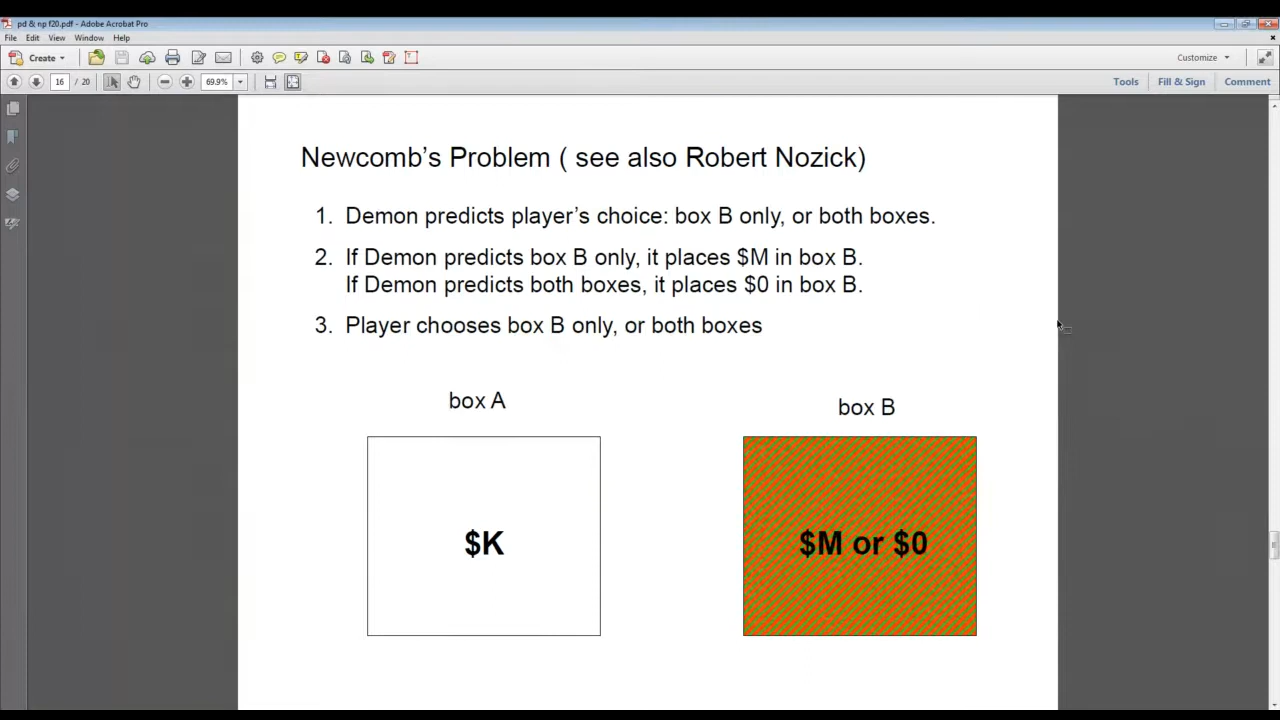 pd & np f20.pdf - Adobe Acrobat Pro
File Edit View Window Help
Create Customize
16 / 20 69.9% Tools Fill & Sign Comment
Newcomb's Problem ( see also Robert Nozick)
1. Demon predicts player's choice: box B only, or both boxes.
2. If Demon predicts box B only, it places $M in box B.
If Demon predicts both boxes, it places $0 in box B.
3. Player chooses box B only, or both boxes
box A
box B
$K
$M or $0